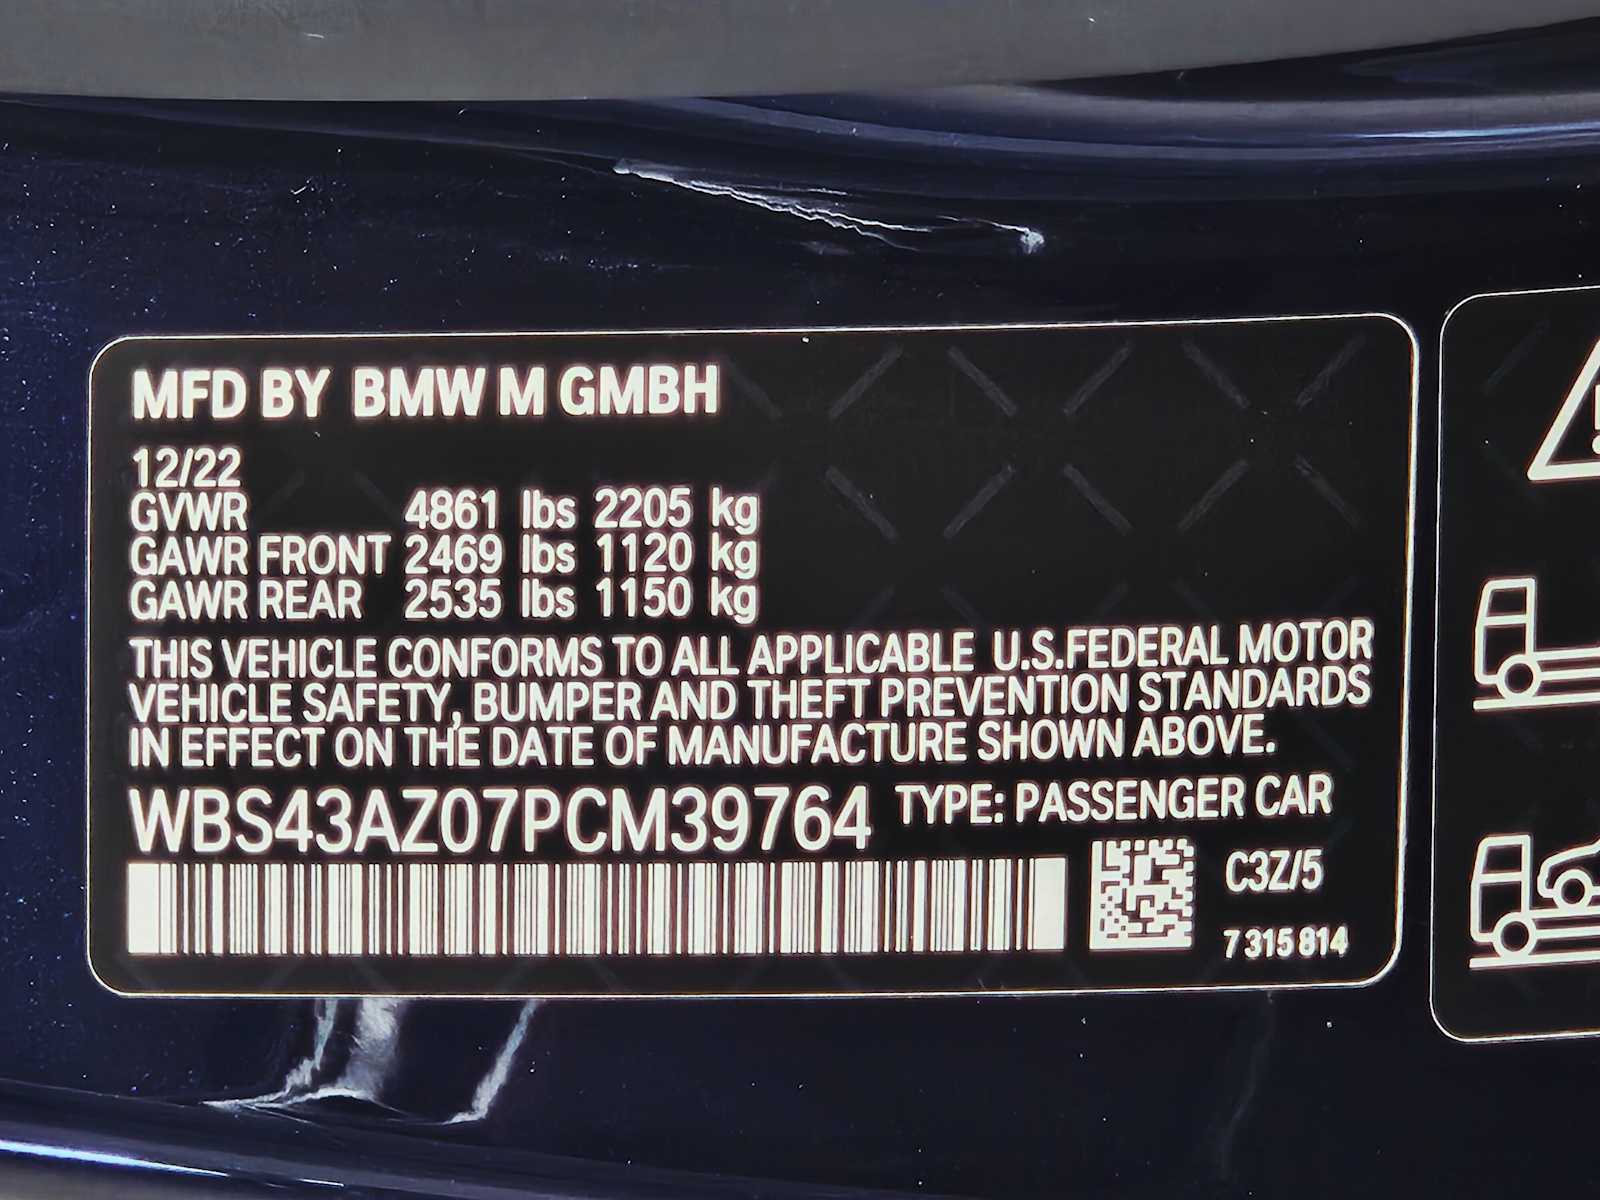 MFD BY BMW M GMBH
12/22
GVWR 4861 lbs 2205 kg
GAWR FRONT 2469 lbs 1120 kg
GAWR REAR 2535 lbs 1150 kg
THIS VEHICLE CONFORMS TO ALL APPLICABLE U.S.FEDERAL MOTOR
VEHICLE SAFETY, BUMPER AND THEFT PREVENTION STANDARDS
IN EFFECT ON THE DATE OF MANUFACTURE SHOWN ABOVE.
WBS43AZ07PCM39764 TYPE: PASSENGER CAR
C3Z/5
7 315 814